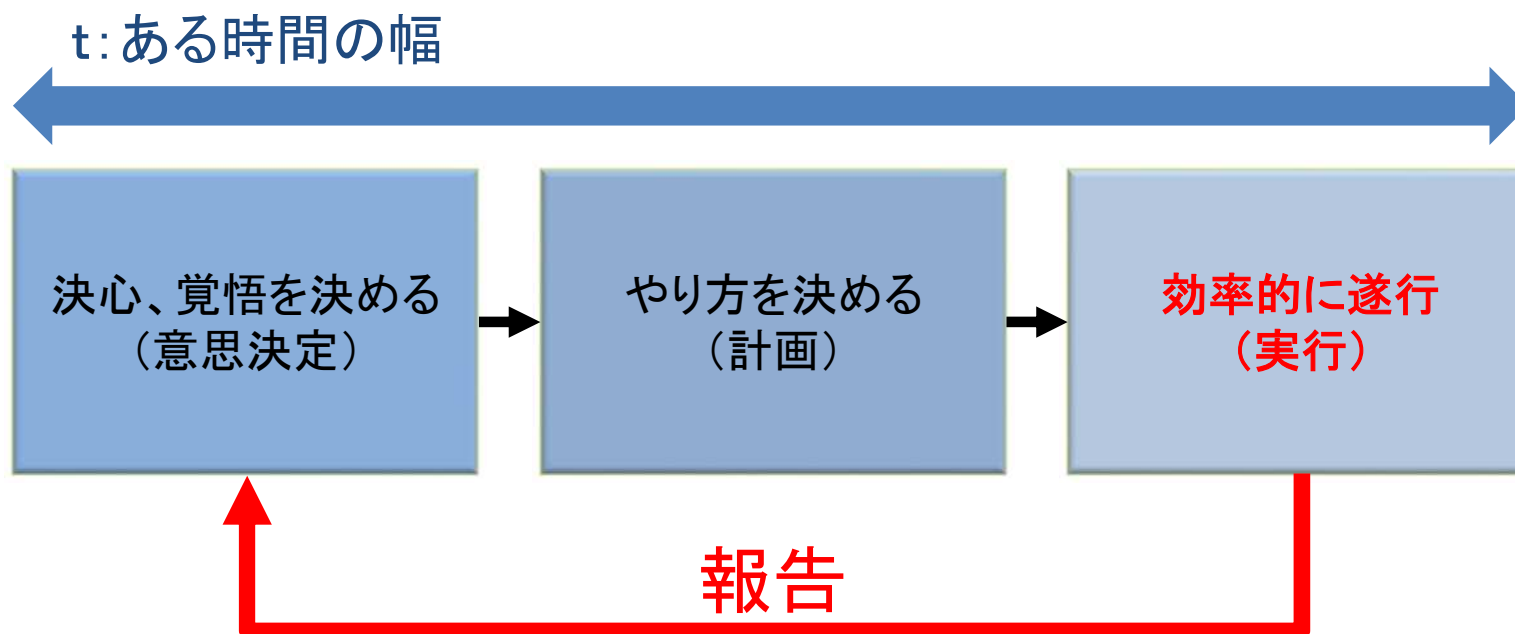 t:ある時間の幅
決心、覚悟を決める
（意思決定）
やり方を決める
（計画）
効率的に遂行
（実行）
報告